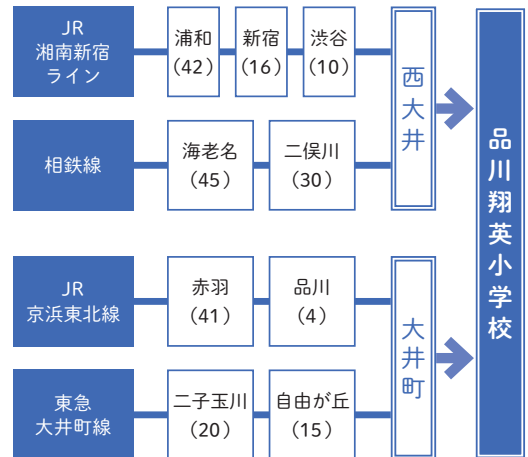 JR
湘南新宿
ライン
浦和
(42)
新宿
(16)
渋谷
(10)
相鉄線
海老名
(45)
二俣川
(30)
西大井
JR
京浜東北線
赤羽
(41)
品川
(4)
東急
大井町線
二子玉川
(20)
自由が丘
(15)
大井町
品川翔英小学校